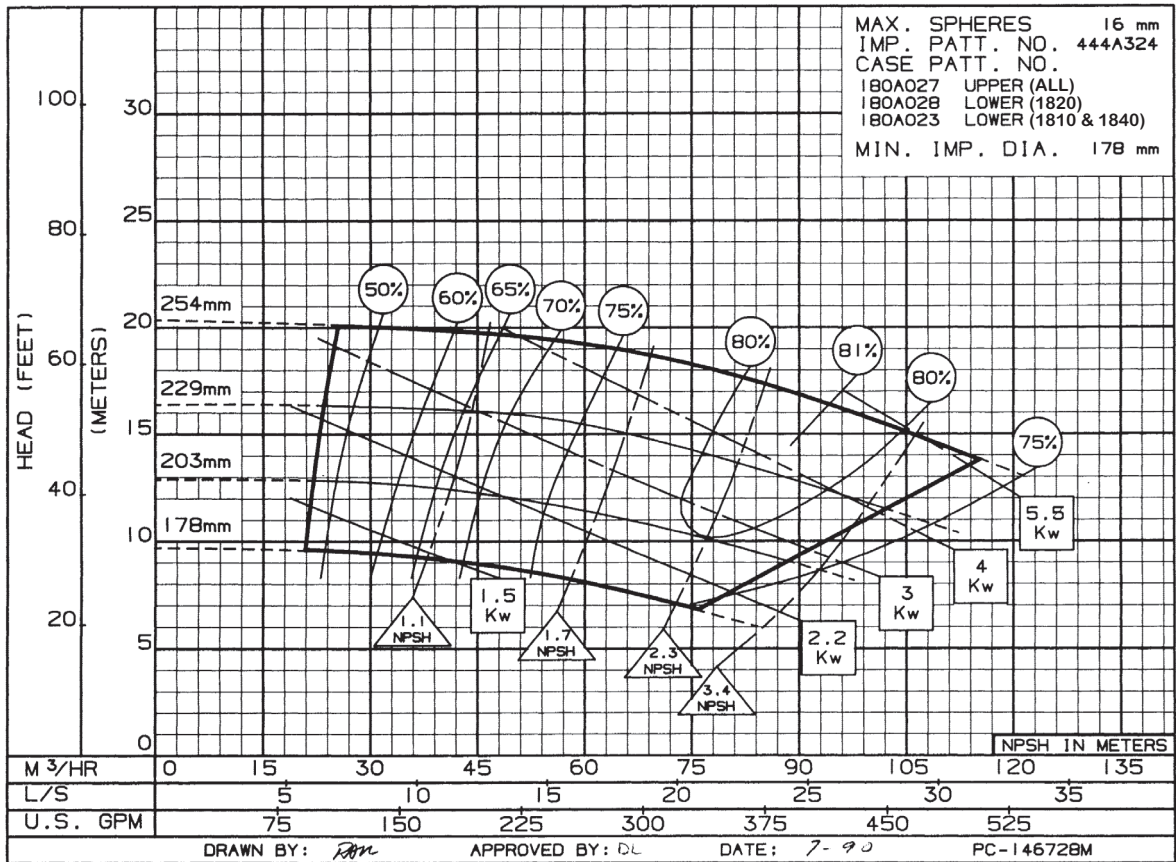 MAX. SPHERES 16 mm
IMP. PATT. NO. 444A324
CASE PATT. NO.
180A027 UPPER (ALL)
180A028 LOWER (1820)
180A023 LOWER (1810 & 1840)
MIN. IMP. DIA. 178 mm
HEAD (FEET)
100
80
60
40
20
(METERS)
30
25
20
15
10
5
0
254mm
229mm
203mm
178mm
50%
60%
65%
70%
75%
80%
81%
80%
75%
1.5 Kw
2.2 Kw
3 Kw
4 Kw
5.5 Kw
1.1 NPSH
1.7 NPSH
2.3 NPSH
3.4 NPSH
NPSH IN METERS
M³/HR 0 15 30 45 60 75 90 105 120 135
L/S 5 10 15 20 25 30 35
U.S. GPM 75 150 225 300 375 450 525
DRAWN BY: APPROVED BY: DL DATE: 7-90 PC-146728M